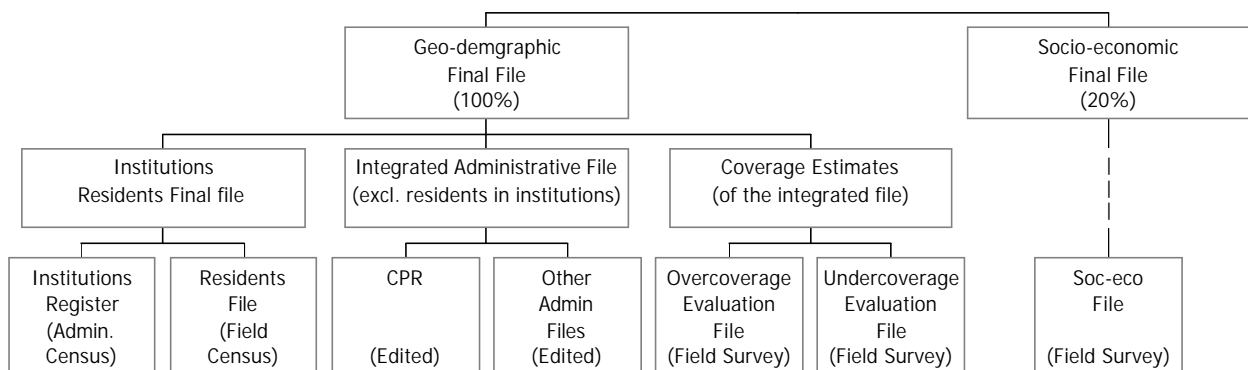 Geo-demgraphic
Final File
(100%)
Socio-economic
Final File
(20%)
Institutions
Residents Final file
Integrated Administrative File
(excl. residents in institutions)
Coverage Estimates
(of the integrated file)
Institutions
Register
(Admin.
Census)
Residents
File
(Field
Census)
CPR
(Edited)
Other
Admin
Files
(Edited)
Overcoverage
Evaluation
File
(Field Survey)
Undercoverage
Evaluation
File
(Field Survey)
Soc-eco
File
(Field Survey)